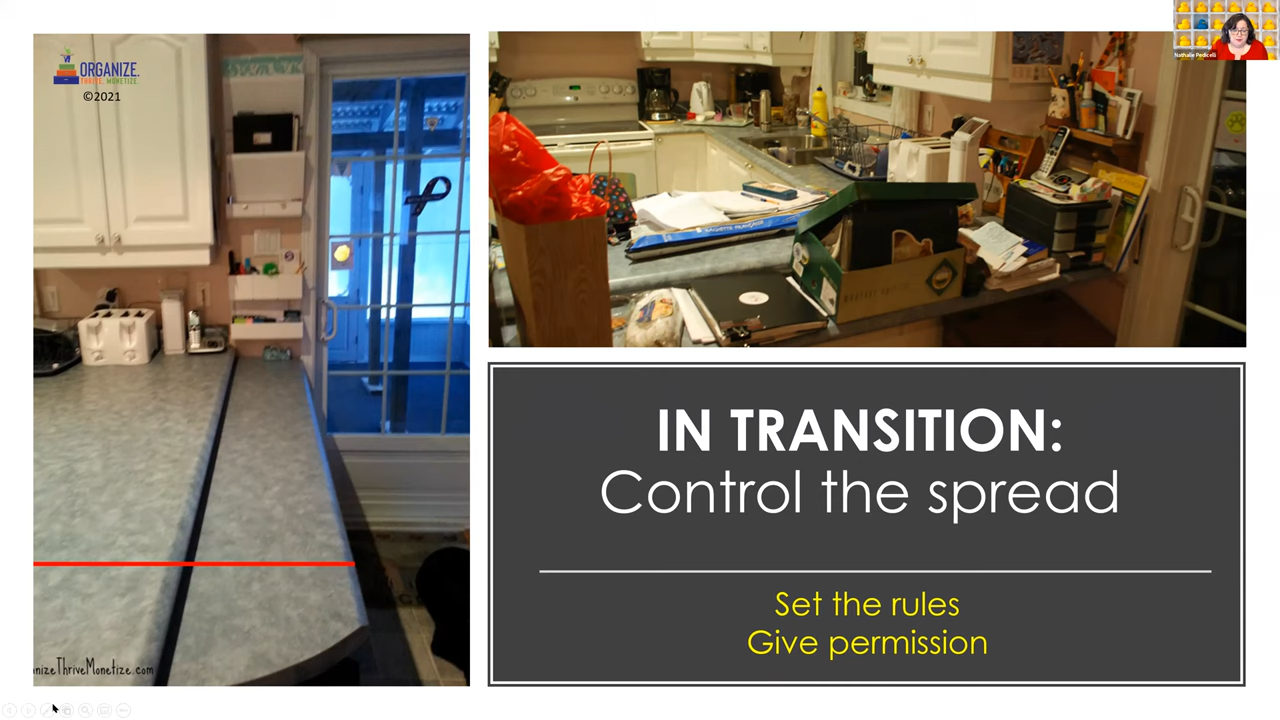 ORGANIZE.
THRIVE. MONETIZE.
©2021
nizeThriveMonetize.com
IN TRANSITION:
Control the spread
Set the rules
Give permission
Nathalie Pedicelli